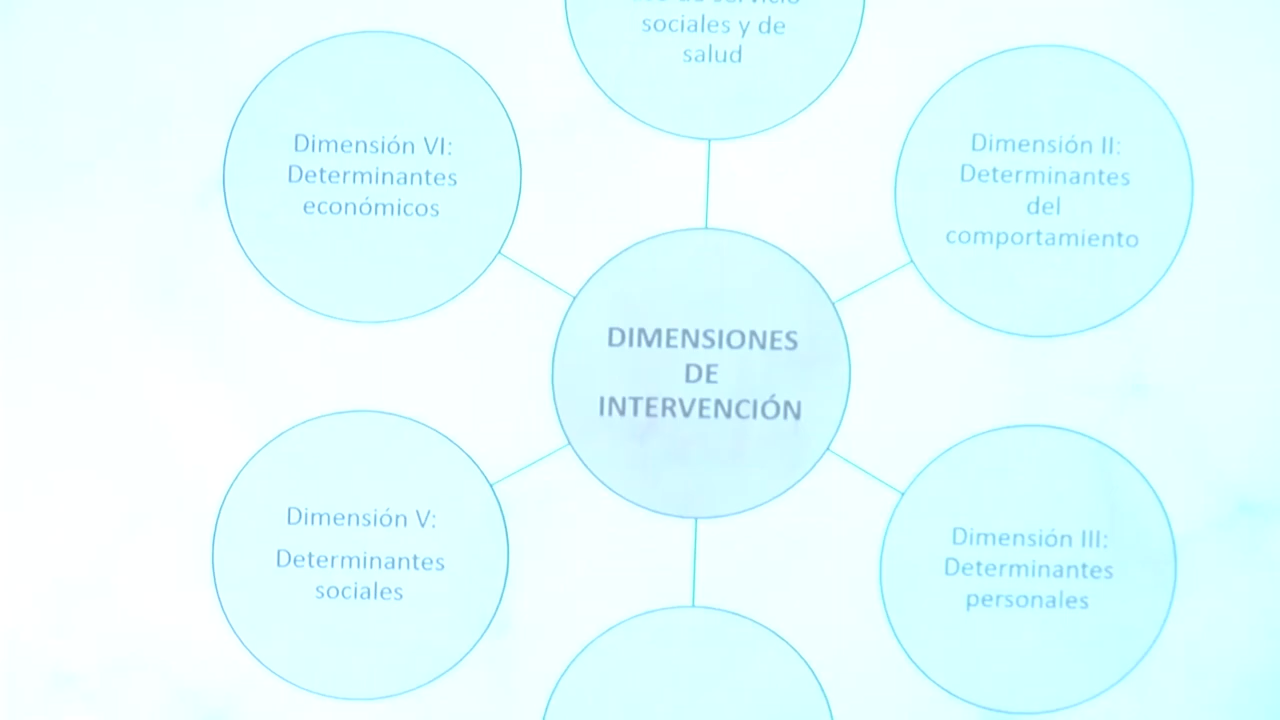 sociales y de
salud
Dimensión VI:
Determinantes
económicos
Dimensión II:
Determinantes
del
comportamiento
DIMENSIONES
DE
INTERVENCIÓN
Dimensión V:
Determinantes
sociales
Dimensión III:
Determinantes
personales